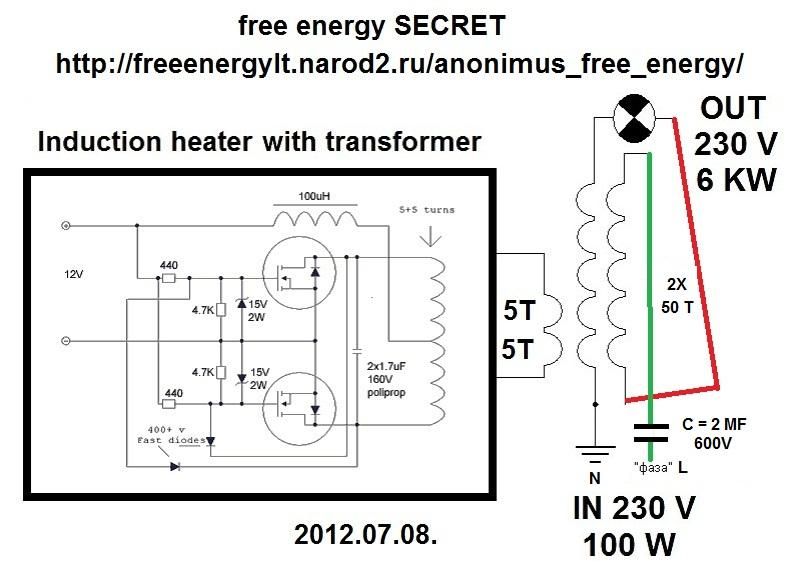 free energy SECRET
http://freeenergylt.narod2.ru/anonimus_free_energy/
Induction heater with transformer
OUT
230 V
6 KW
100uH
5+5 turns
440
12V
4.7K
15V
2W
5T
5T
2X
50 T
4.7K
15V
2W
2x1.7uF
160V
poliprop
440
400+ v
Fast diodes
C = 2 MF
600V
"фаза" L
N
IN 230 V
100 W
2012.07.08.